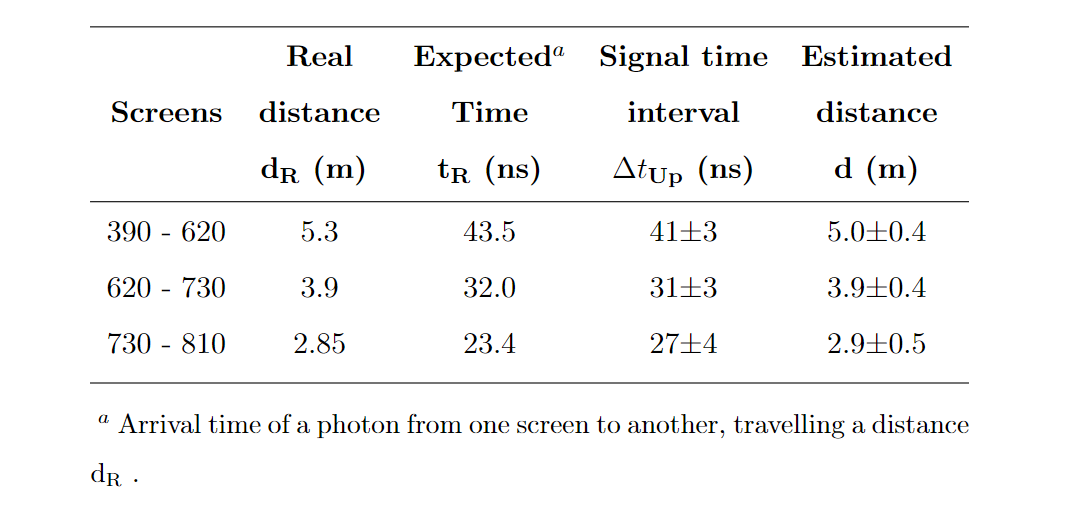 Real Expectedᵃ Signal time Estimated
Screens distance Time interval distance
d_R (m) t_R (ns) Δt_Up (ns) d (m)
390 - 620 5.3 43.5 41±3 5.0±0.4
620 - 730 3.9 32.0 31±3 3.9±0.4
730 - 810 2.85 23.4 27±4 2.9±0.5
ᵃ Arrival time of a photon from one screen to another, travelling a distance
d_R .